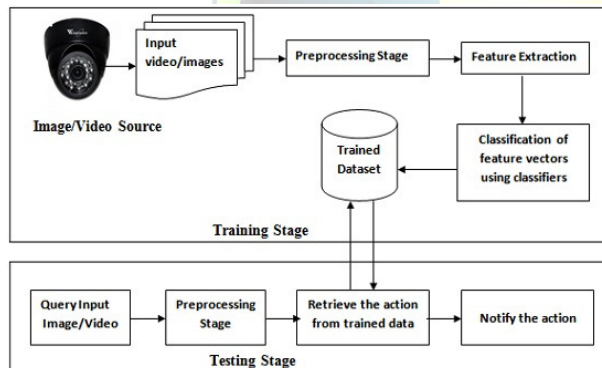 Input
video/images
Preprocessing Stage
Feature Extraction
Image/Video Source
Trained
Dataset
Classification of
feature vectors
using classifiers
Training Stage
Query Input
Image/Video
Preprocessing
Stage
Retrieve the action
from trained data
Notify the action
Testing Stage